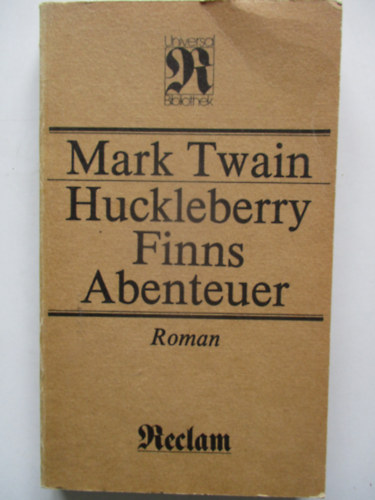 Universal
R
Bibliothek
Mark Twain
Huckleberry
Finns
Abenteuer
Roman
Reclam